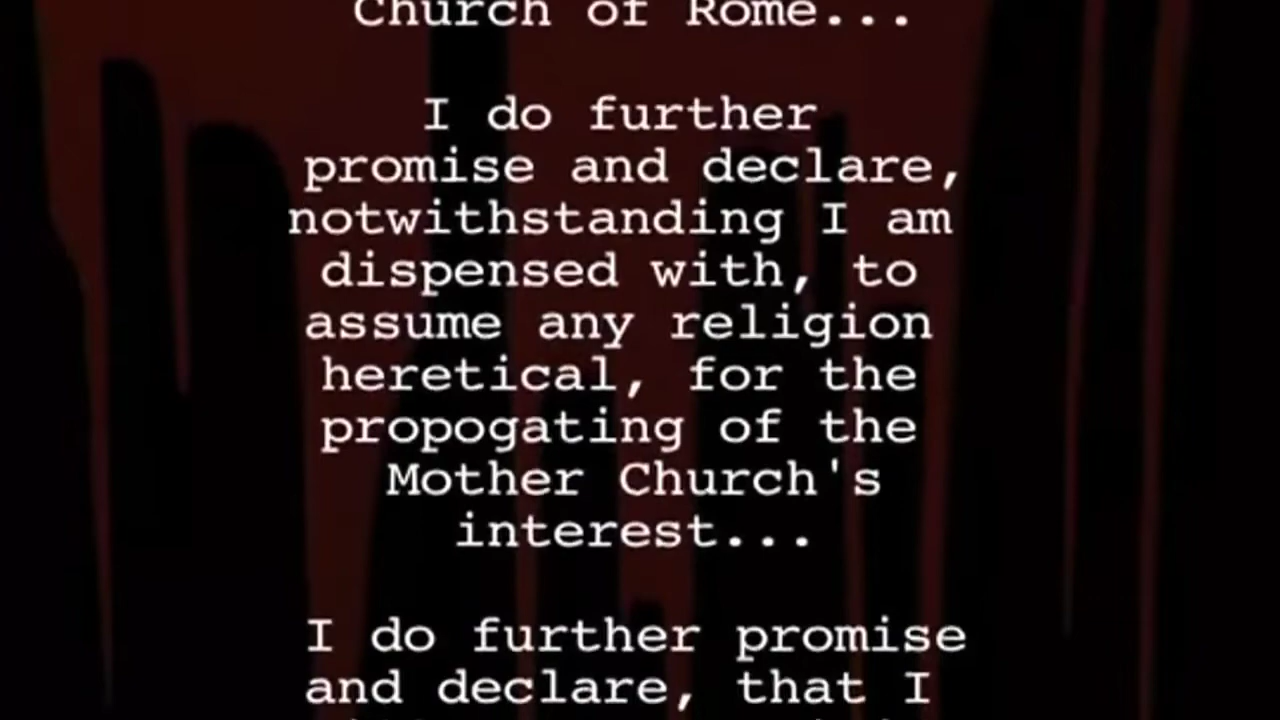 Church of Rome...
I do further
promise and declare,
notwithstanding I am
dispensed with, to
assume any religion
heretical, for the
propogating of the
Mother Church's
interest...
I do further promise
and declare, that I